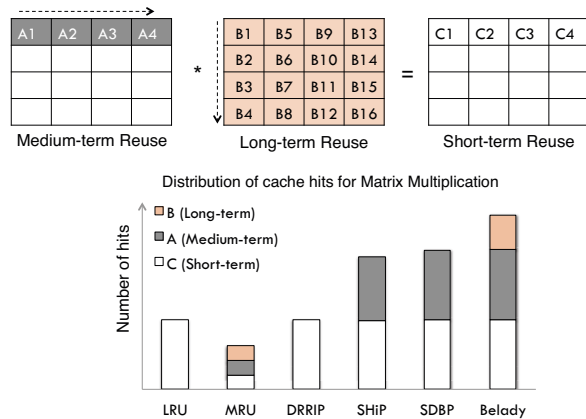 A1 A2 A3 A4
B1 B5 B9 B13
B2 B6 B10 B14
B3 B7 B11 B15
B4 B8 B12 B16
C1 C2 C3 C4
* =
Medium-term Reuse
Long-term Reuse
Short-term Reuse
Distribution of cache hits for Matrix Multiplication
Number of hits
B (Long-term)
A (Medium-term)
C (Short-term)
LRU MRU DRRIP SHiP SDBP Belady